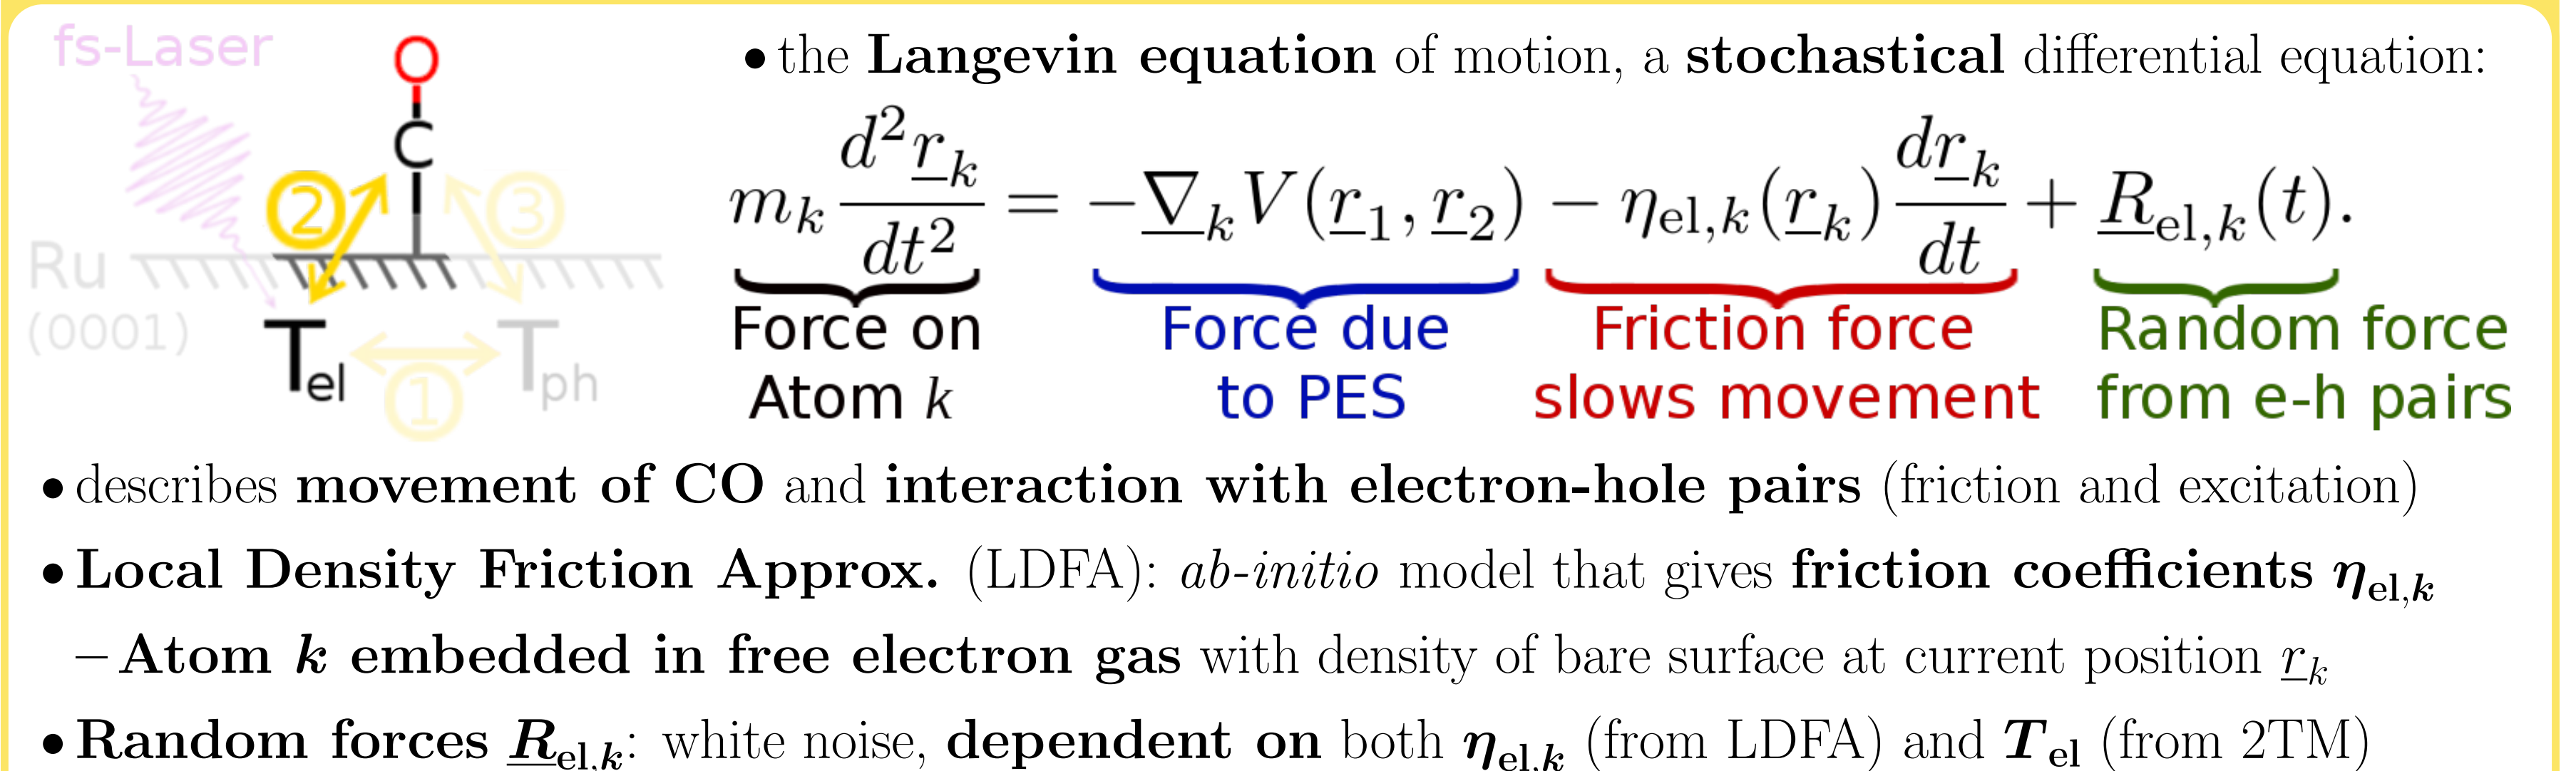 fs-Laser
O
C
② ③
Ru
(0001)
T_el ① T_ph
• the Langevin equation of motion, a stochastical differential equation:
m_k d²r_k/dt² = −∇_k V(r_1, r_2) − η_el,k(r_k) dr_k/dt + R_el,k(t).
Force on
Atom k
Force due
to PES
Friction force
slows movement
Random force
from e-h pairs
• describes movement of CO and interaction with electron-hole pairs (friction and excitation)
• Local Density Friction Approx. (LDFA): ab-initio model that gives friction coefficients η_el,k
– Atom k embedded in free electron gas with density of bare surface at current position r_k
• Random forces R_el,k: white noise, dependent on both η_el,k (from LDFA) and T_el (from 2TM)